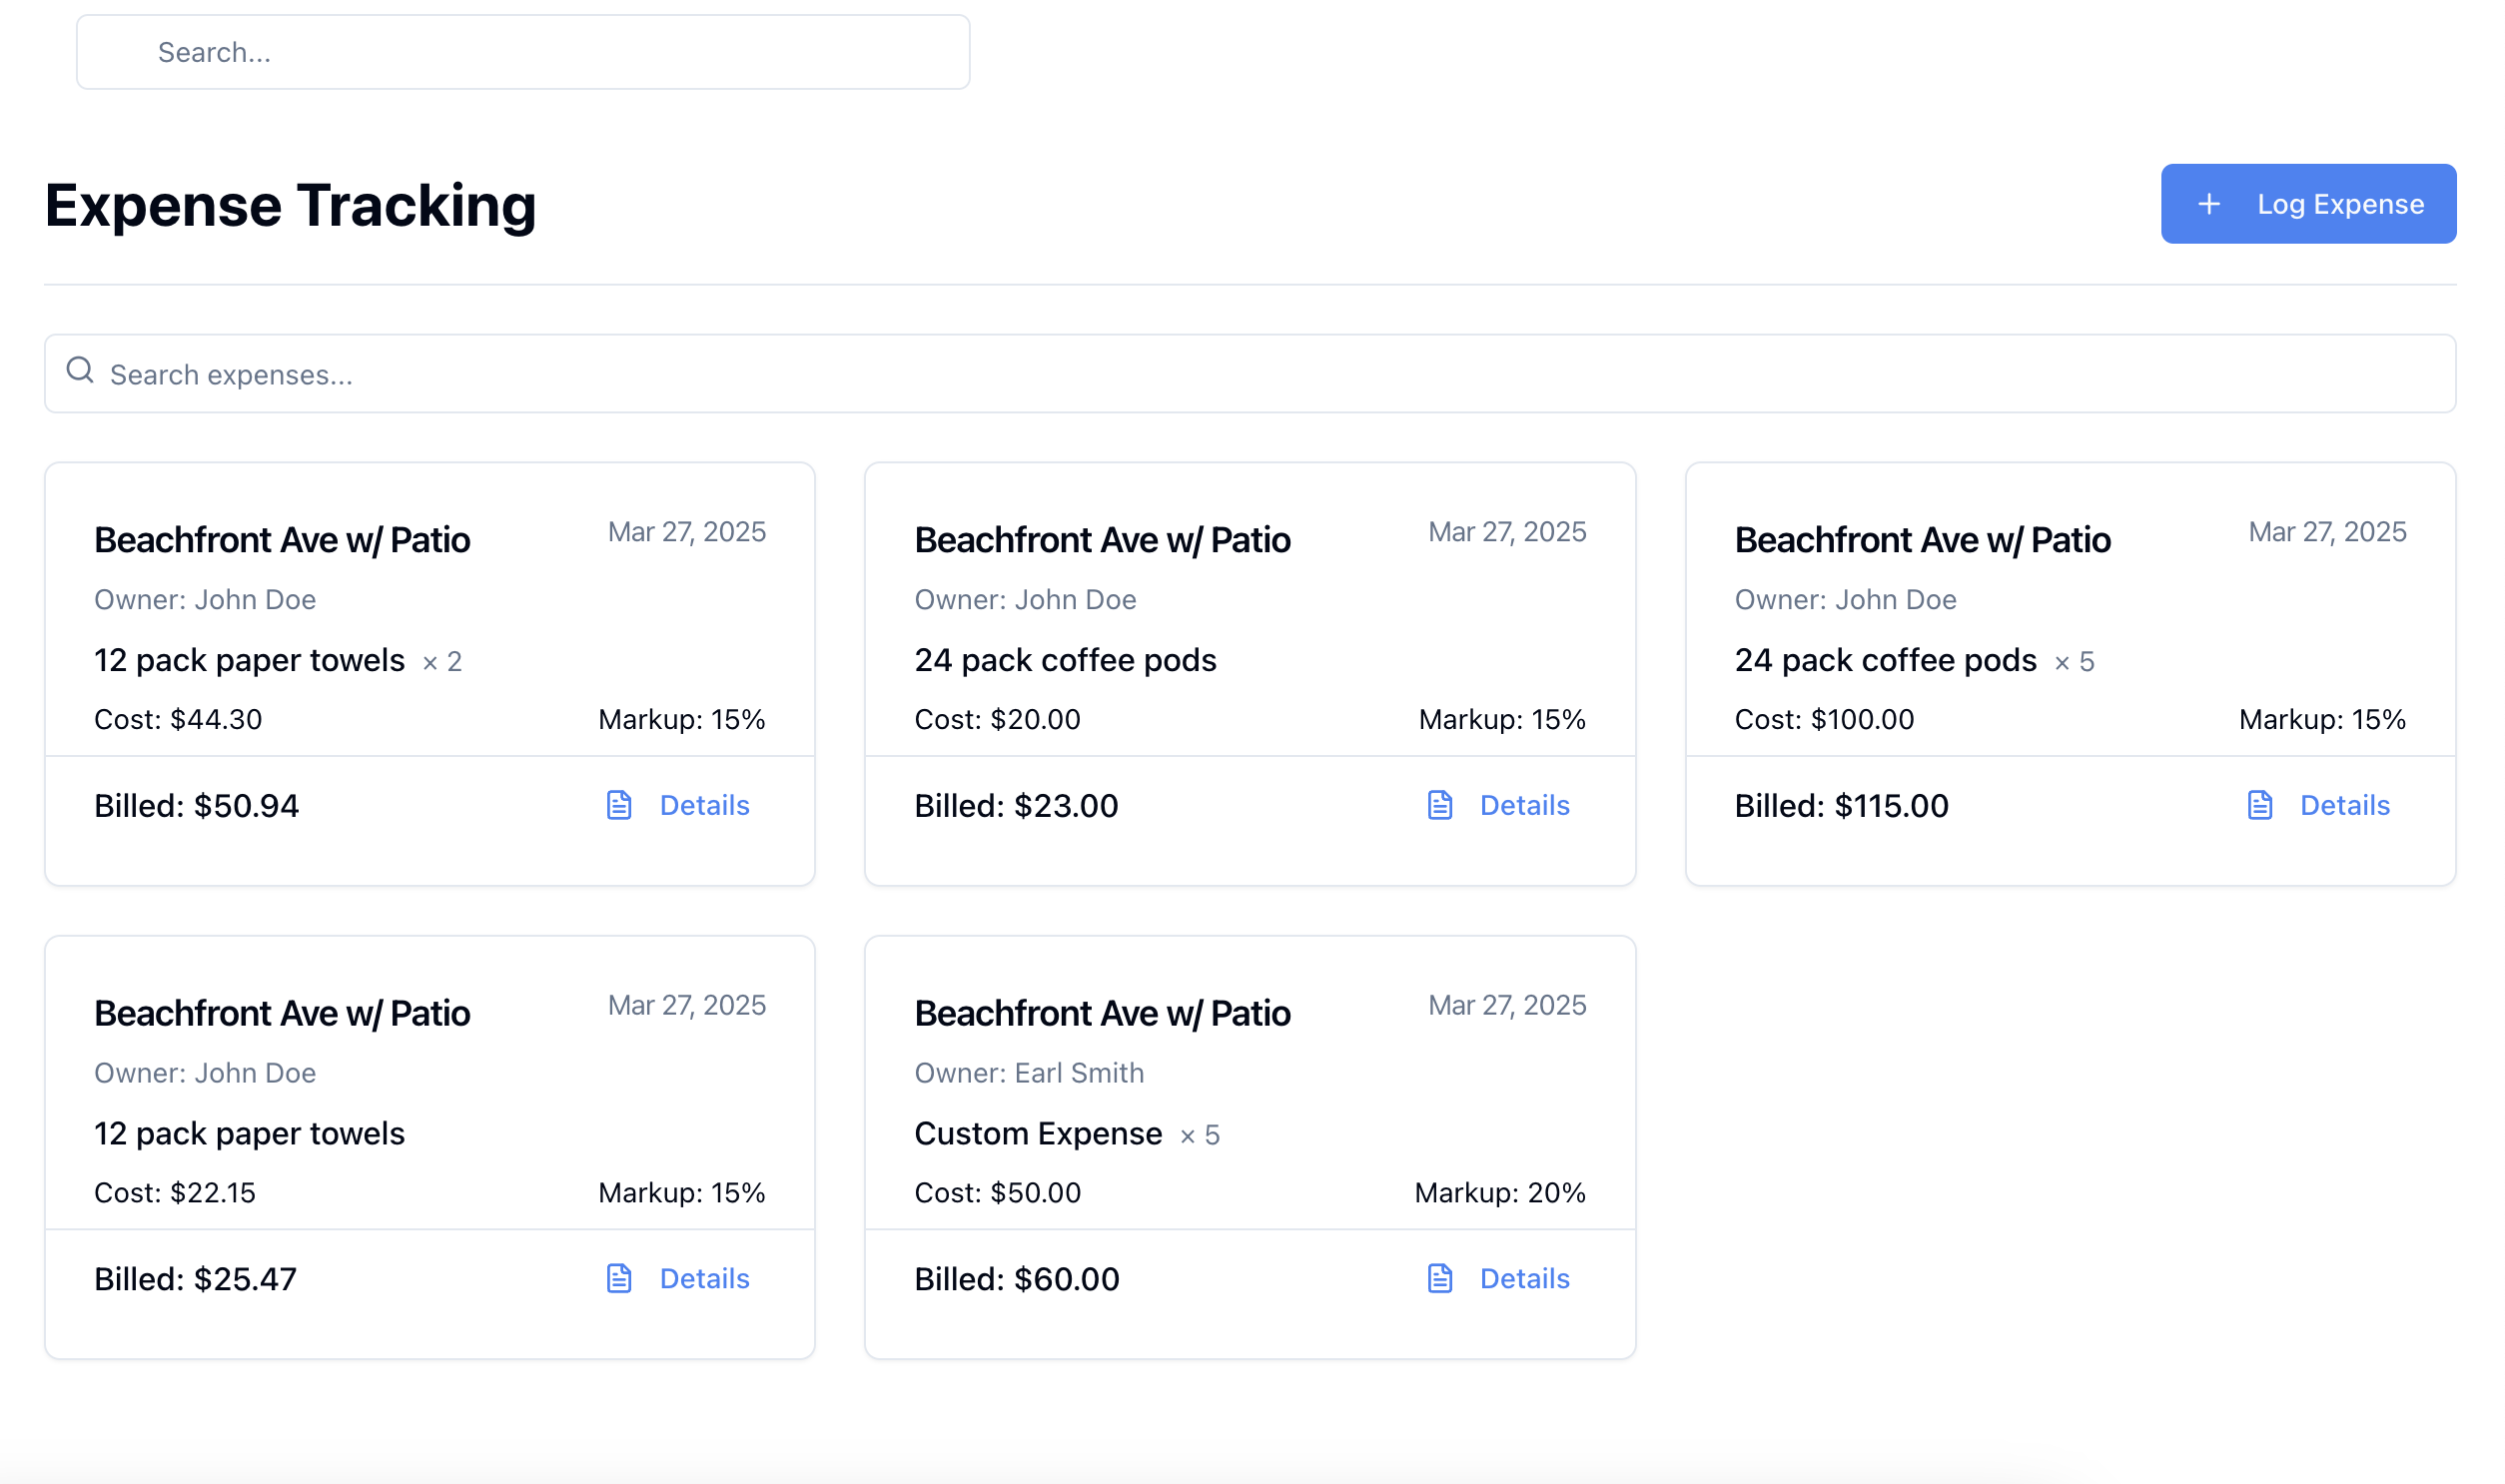 Search...
Expense Tracking
+ Log Expense
Search expenses...
Beachfront Ave w/ Patio Mar 27, 2025
Owner: John Doe
12 pack paper towels × 2
Cost: $44.30 Markup: 15%
Billed: $50.94 Details
Beachfront Ave w/ Patio Mar 27, 2025
Owner: John Doe
24 pack coffee pods
Cost: $20.00 Markup: 15%
Billed: $23.00 Details
Beachfront Ave w/ Patio Mar 27, 2025
Owner: John Doe
24 pack coffee pods × 5
Cost: $100.00 Markup: 15%
Billed: $115.00 Details
Beachfront Ave w/ Patio Mar 27, 2025
Owner: John Doe
12 pack paper towels
Cost: $22.15 Markup: 15%
Billed: $25.47 Details
Beachfront Ave w/ Patio Mar 27, 2025
Owner: Earl Smith
Custom Expense × 5
Cost: $50.00 Markup: 20%
Billed: $60.00 Details